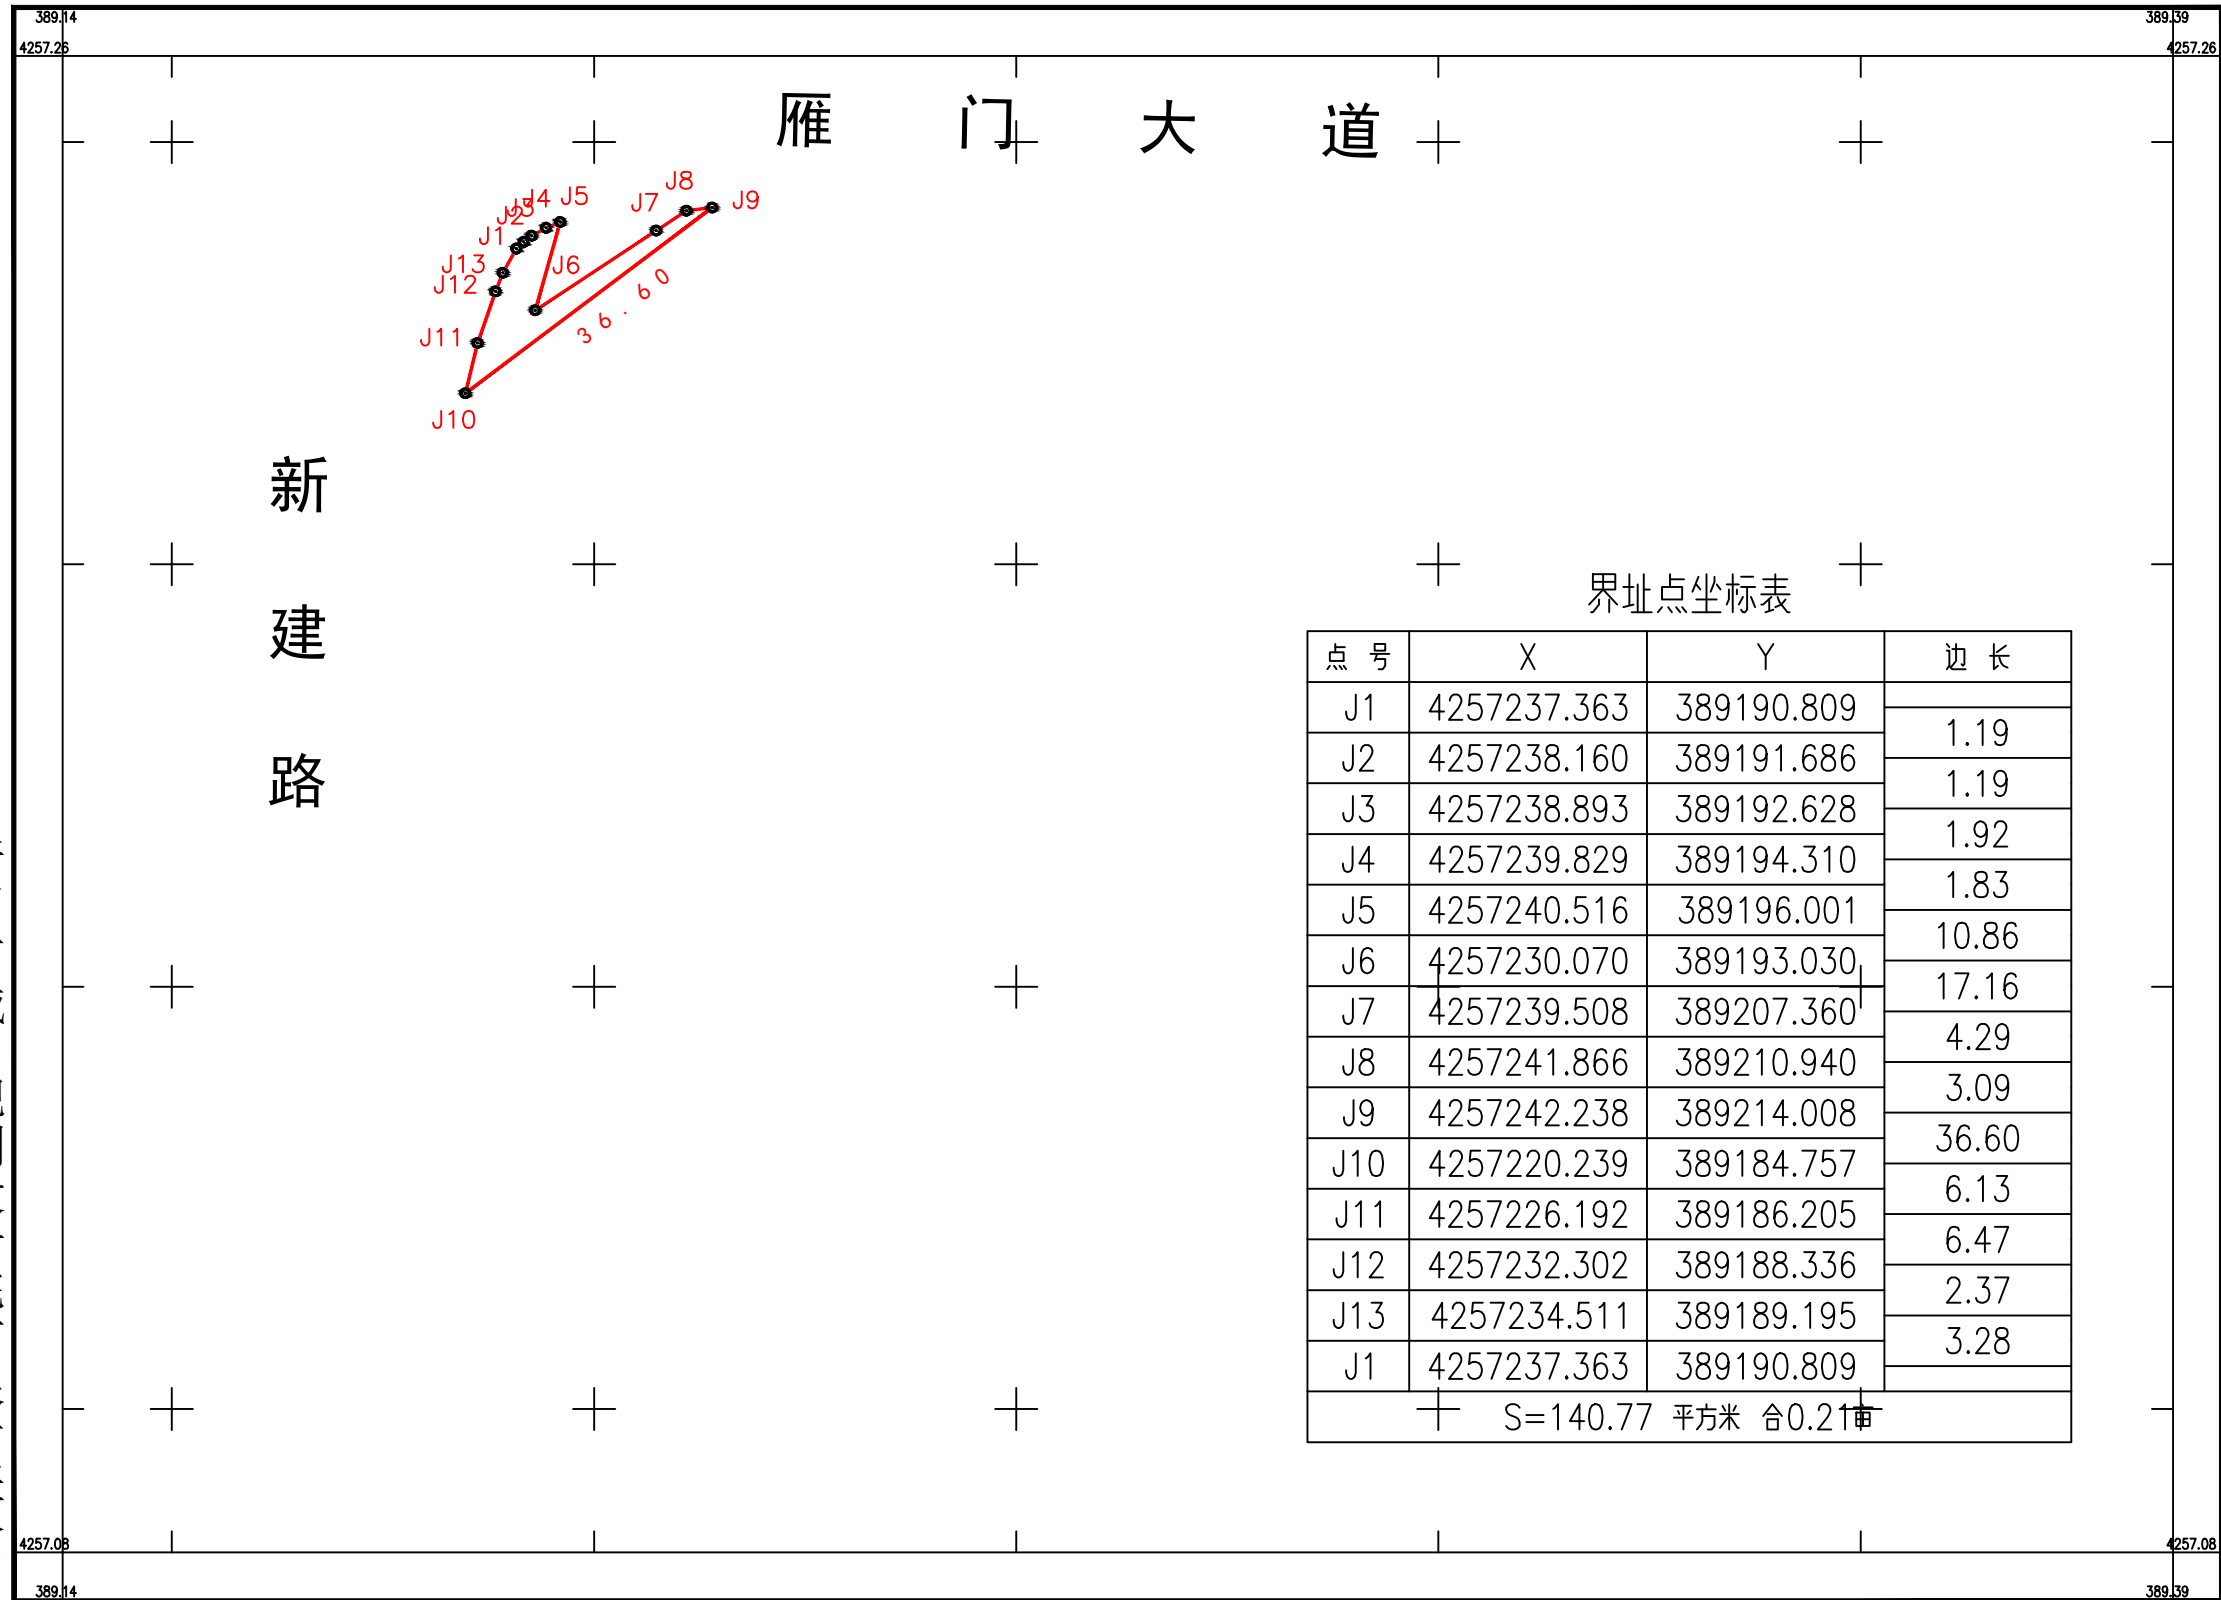 389.14 389.39
4257.26 4257.26
雁 门 大 道
J1 J2 J3 J4 J5 J6 J7 J8 J9
J13
J12
J11
J10
36.60
新
建
路
界址点坐标表
点 号 X Y 边 长
J1 4257237.363 389190.809
1.19
J2 4257238.160 389191.686
1.19
J3 4257238.893 389192.628
1.92
J4 4257239.829 389194.310
1.83
J5 4257240.516 389196.001
10.86
J6 4257230.070 389193.030
17.16
J7 4257239.508 389207.360
4.29
J8 4257241.866 389210.940
3.09
J9 4257242.238 389214.008
36.60
J10 4257220.239 389184.757
6.13
J11 4257226.192 389186.205
6.47
J12 4257232.302 389188.336
2.37
J13 4257234.511 389189.195
3.28
J1 4257237.363 389190.809
S=140.77 平方米 合0.21亩
4257.08 4257.08
389.14 389.39